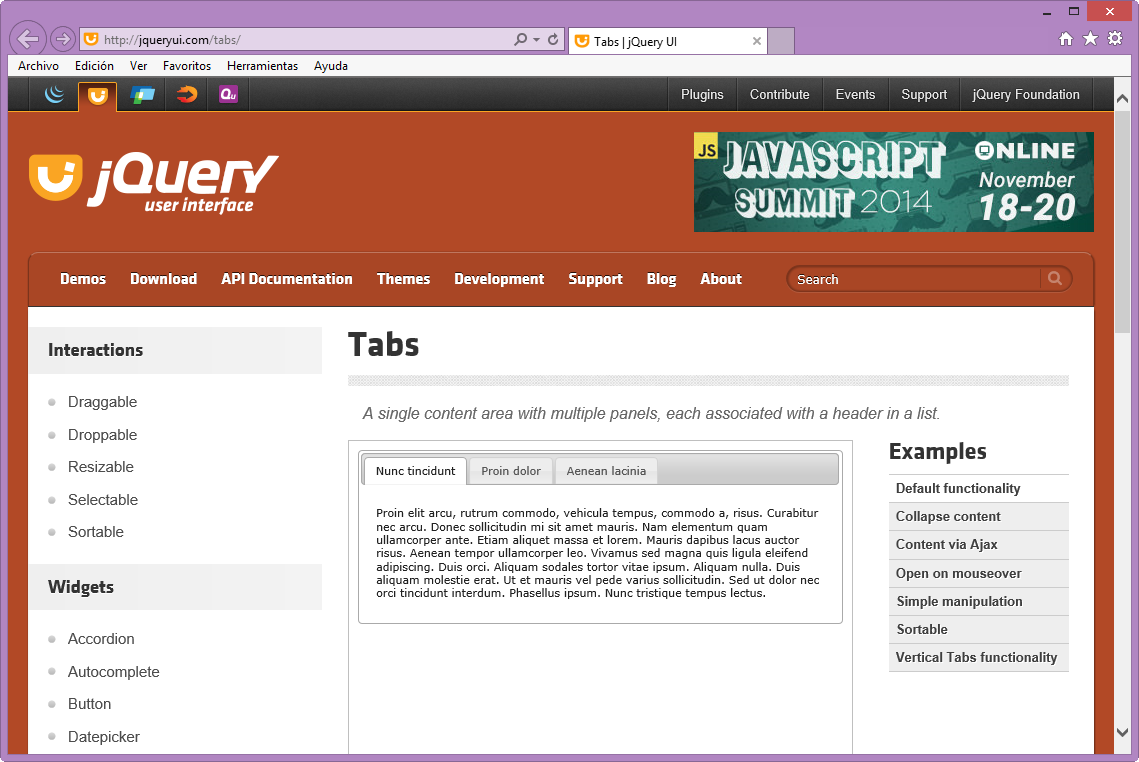 http://jqueryui.com/tabs/
Tabs | jQuery UI
Archivo Edición Ver Favoritos Herramientas Ayuda
Qu
Plugins Contribute Events Support jQuery Foundation
jQuery
user interface
JS
JAVASCRIPT
SUMMIT 2014
ONLINE
November
18-20
Demos Download API Documentation Themes Development Support Blog About Search
Interactions
Draggable
Droppable
Resizable
Selectable
Sortable
Widgets
Accordion
Autocomplete
Button
Datepicker
Tabs
A single content area with multiple panels, each associated with a header in a list.
Nunc tincidunt Proin dolor Aenean lacinia
Proin elit arcu, rutrum commodo, vehicula tempus, commodo a, risus. Curabitur
nec arcu. Donec sollicitudin mi sit amet mauris. Nam elementum quam
ullamcorper ante. Etiam aliquet massa et lorem. Mauris dapibus lacus auctor
risus. Aenean tempor ullamcorper leo. Vivamus sed magna quis ligula eleifend
adipiscing. Duis orci. Aliquam sodales tortor vitae ipsum. Aliquam nulla. Duis
aliquam molestie erat. Ut et mauris vel pede varius sollicitudin. Sed ut dolor nec
orci tincidunt interdum. Phasellus ipsum. Nunc tristique tempus lectus.
Examples
Default functionality
Collapse content
Content via Ajax
Open on mouseover
Simple manipulation
Sortable
Vertical Tabs functionality